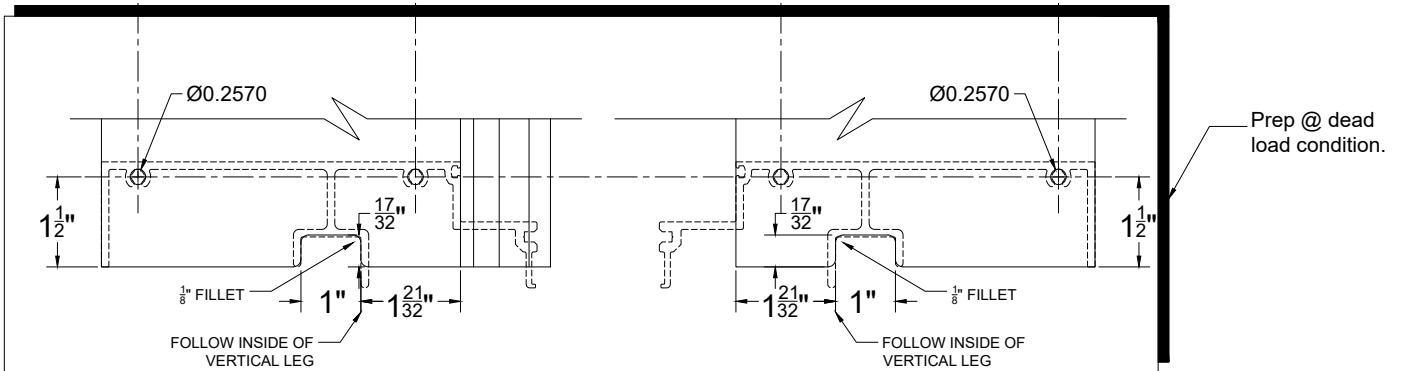 Ø0.2570
Ø0.2570
Prep @ dead
load condition.
1 1/2"
17/32"
17/32"
1 1/2"
1/8" FILLET
1"
1 21/32"
1 21/32"
1"
1/8" FILLET
FOLLOW INSIDE OF
VERTICAL LEG
FOLLOW INSIDE OF
VERTICAL LEG